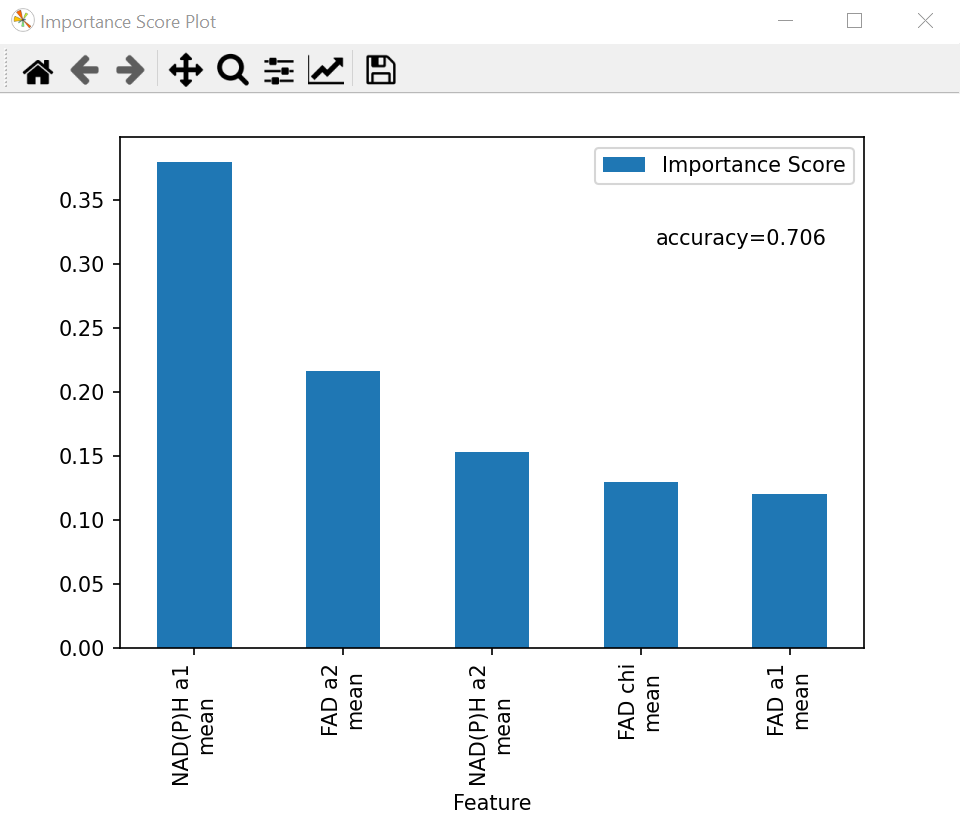 Importance Score Plot
Importance Score
accuracy=0.706
0.35
0.30
0.25
0.20
0.15
0.10
0.05
0.00
NAD(P)H a1
mean
FAD a2
mean
NAD(P)H a2
mean
FAD chi
mean
FAD a1
mean
Feature